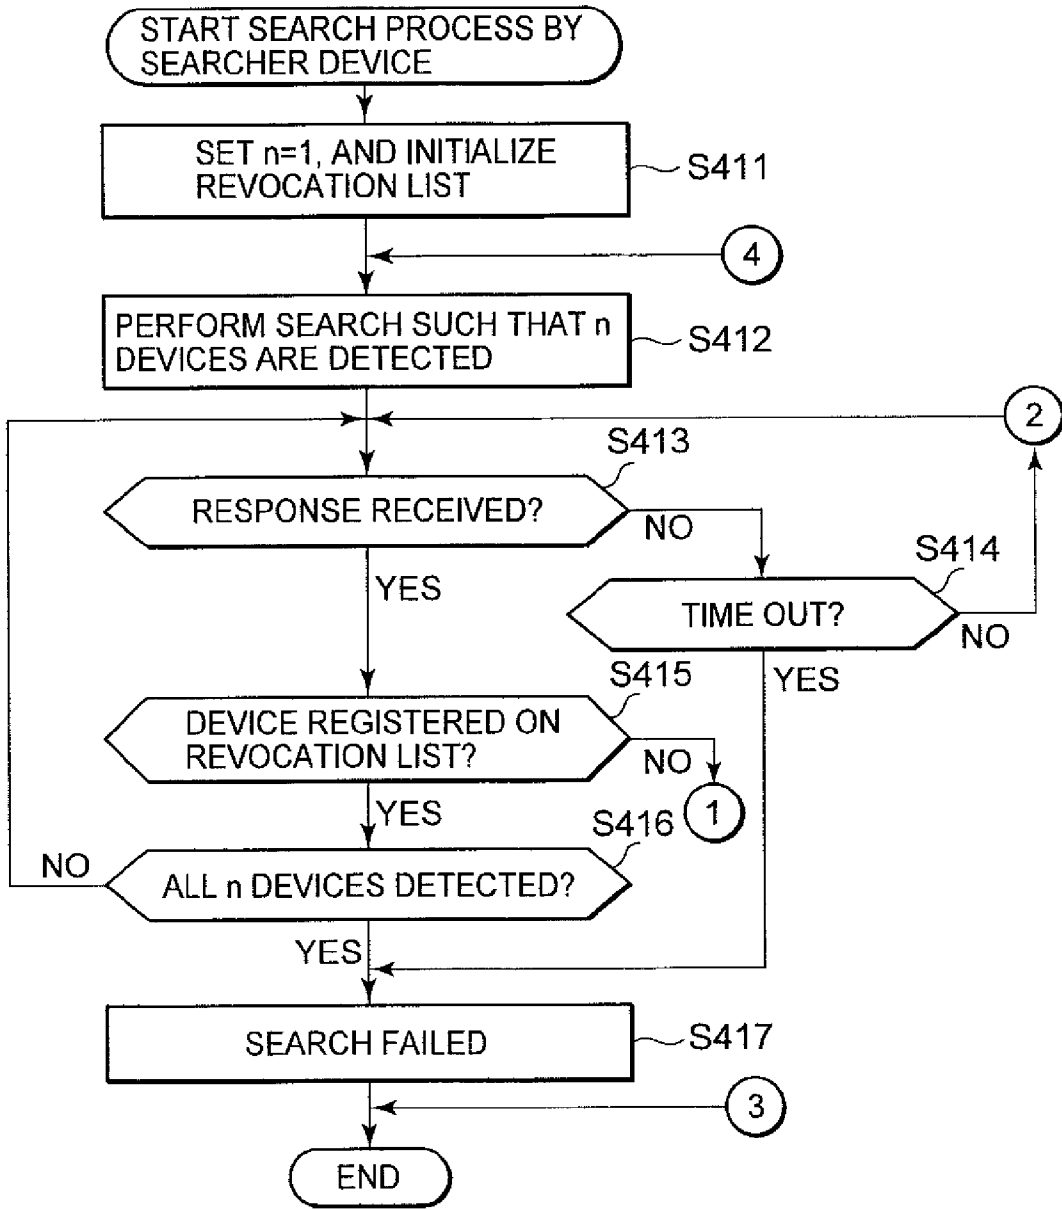 START SEARCH PROCESS BY
SEARCHER DEVICE
SET n=1, AND INITIALIZE
REVOCATION LIST
S411
4
PERFORM SEARCH SUCH THAT n
DEVICES ARE DETECTED
S412
2
S413
RESPONSE RECEIVED?
NO
S414
YES
TIME OUT?
NO
YES
S415
DEVICE REGISTERED ON
REVOCATION LIST?
NO
1
YES
S416
NO
ALL n DEVICES DETECTED?
YES
SEARCH FAILED
S417
3
END